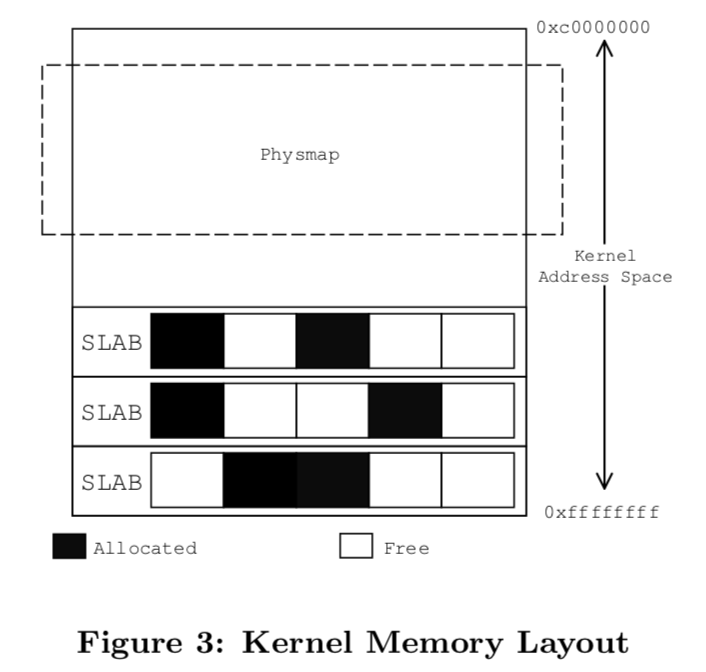 0xc0000000
Physmap
Kernel
Address Space
SLAB
SLAB
SLAB
0xffffffff
Allocated
Free
Figure 3: Kernel Memory Layout